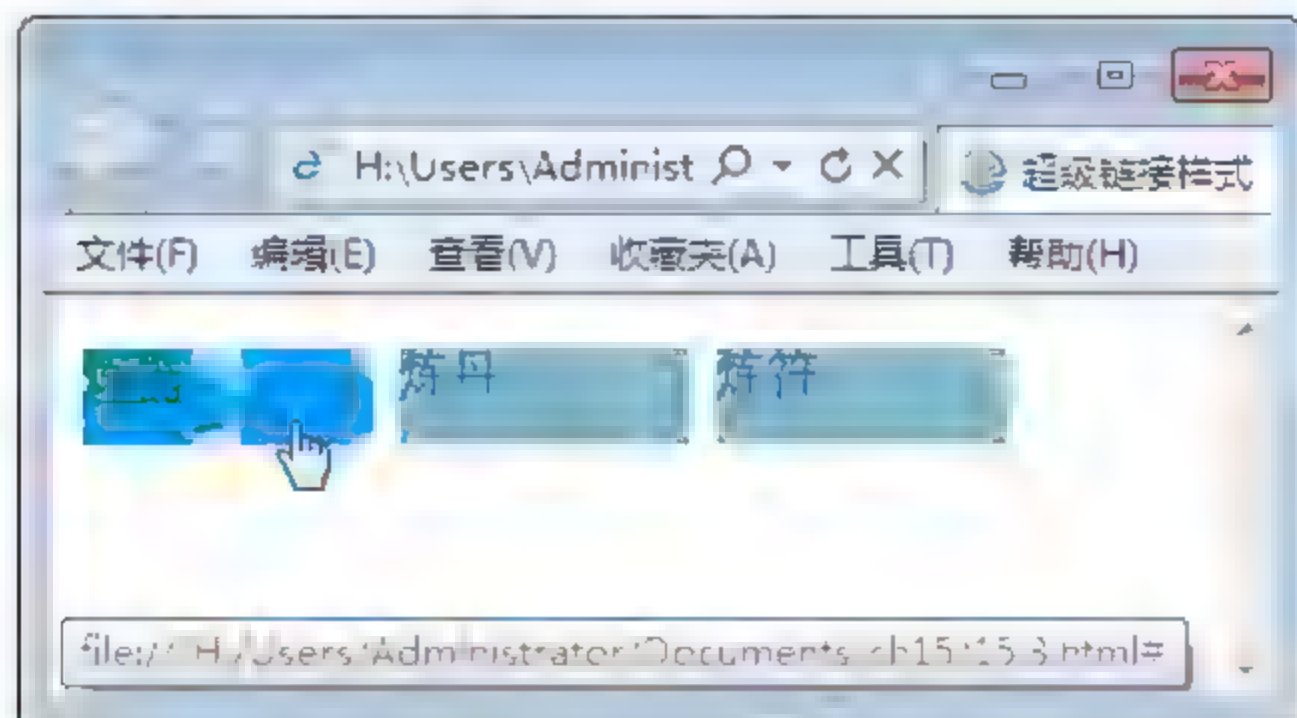 H:\Users\Administ
超级链接样式
文件(F) 编辑(E) 查看(V) 收藏夹(A) 工具(T) 帮助(H)
file:///H:/Users/Administrator/Documents/ch15/15.3.html#